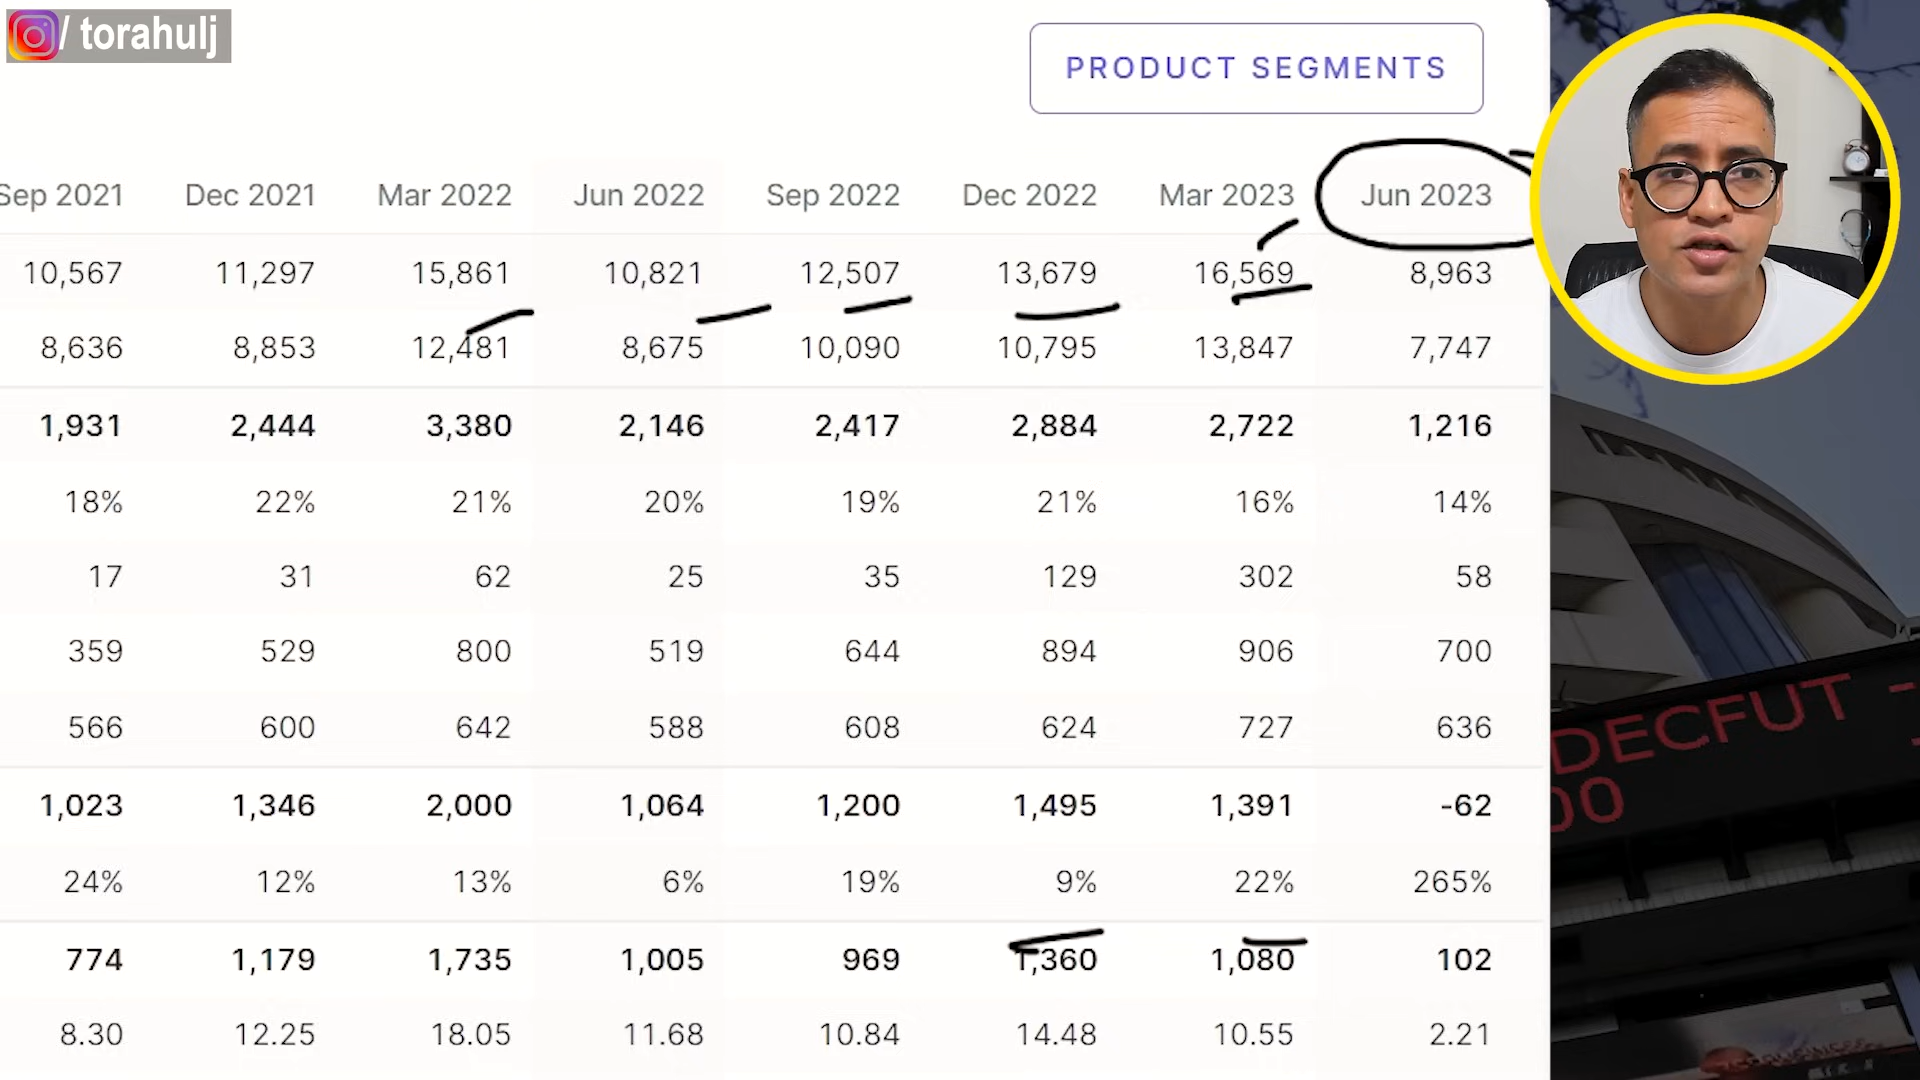 / torahulj
PRODUCT SEGMENTS
Sep 2021 Dec 2021 Mar 2022 Jun 2022 Sep 2022 Dec 2022 Mar 2023 Jun 2023
10,567 11,297 15,861 10,821 12,507 13,679 16,569 8,963
8,636 8,853 12,481 8,675 10,090 10,795 13,847 7,747
1,931 2,444 3,380 2,146 2,417 2,884 2,722 1,216
18% 22% 21% 20% 19% 21% 16% 14%
17 31 62 25 35 129 302 58
359 529 800 519 644 894 906 700
566 600 642 588 608 624 727 636
1,023 1,346 2,000 1,064 1,200 1,495 1,391 -62
24% 12% 13% 6% 19% 9% 22% 265%
774 1,179 1,735 1,005 969 1,360 1,080 102
8.30 12.25 18.05 11.68 10.84 14.48 10.55 2.21
DECFUT -
00